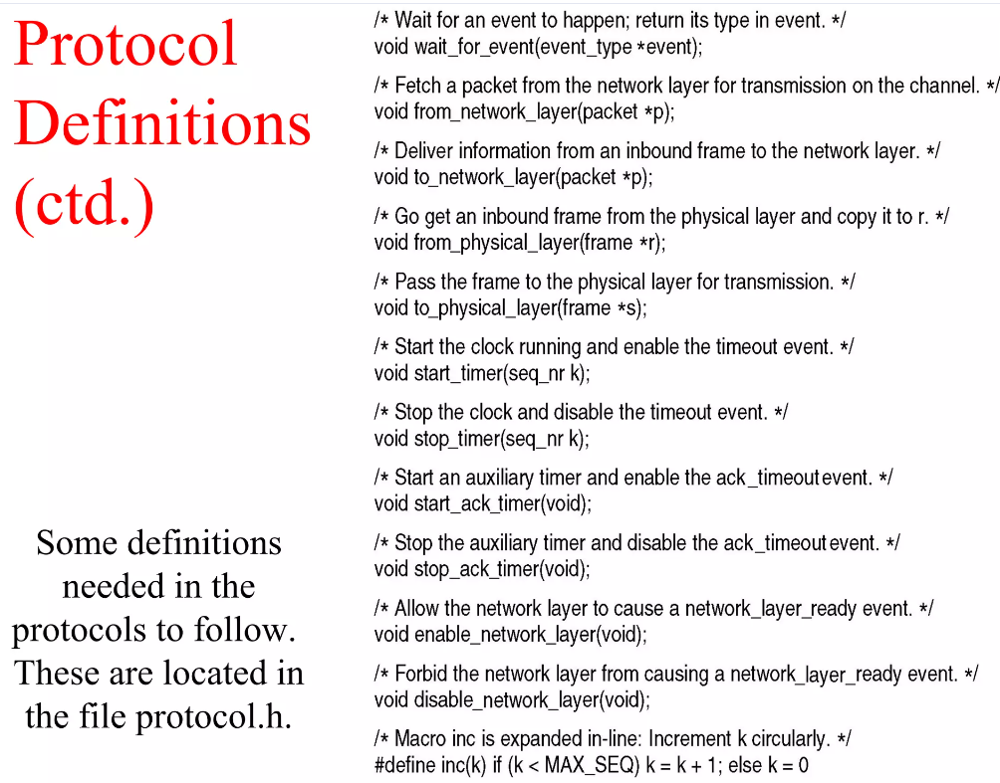 Protocol
Definitions
(ctd.)
Some definitions
needed in the
protocols to follow.
These are located in
the file protocol.h.
/* Wait for an event to happen; return its type in event. */
void wait_for_event(event_type *event);
/* Fetch a packet from the network layer for transmission on the channel. */
void from_network_layer(packet *p);
/* Deliver information from an inbound frame to the network layer. */
void to_network_layer(packet *p);
/* Go get an inbound frame from the physical layer and copy it to r. */
void from_physical_layer(frame *r);
/* Pass the frame to the physical layer for transmission. */
void to_physical_layer(frame *s);
/* Start the clock running and enable the timeout event. */
void start_timer(seq_nr k);
/* Stop the clock and disable the timeout event. */
void stop_timer(seq_nr k);
/* Start an auxiliary timer and enable the ack_timeout event. */
void start_ack_timer(void);
/* Stop the auxiliary timer and disable the ack_timeout event. */
void stop_ack_timer(void);
/* Allow the network layer to cause a network_layer_ready event. */
void enable_network_layer(void);
/* Forbid the network layer from causing a network_layer_ready event. */
void disable_network_layer(void);
/* Macro inc is expanded in-line: Increment k circularly. */
#define inc(k) if (k < MAX_SEQ) k = k + 1; else k = 0